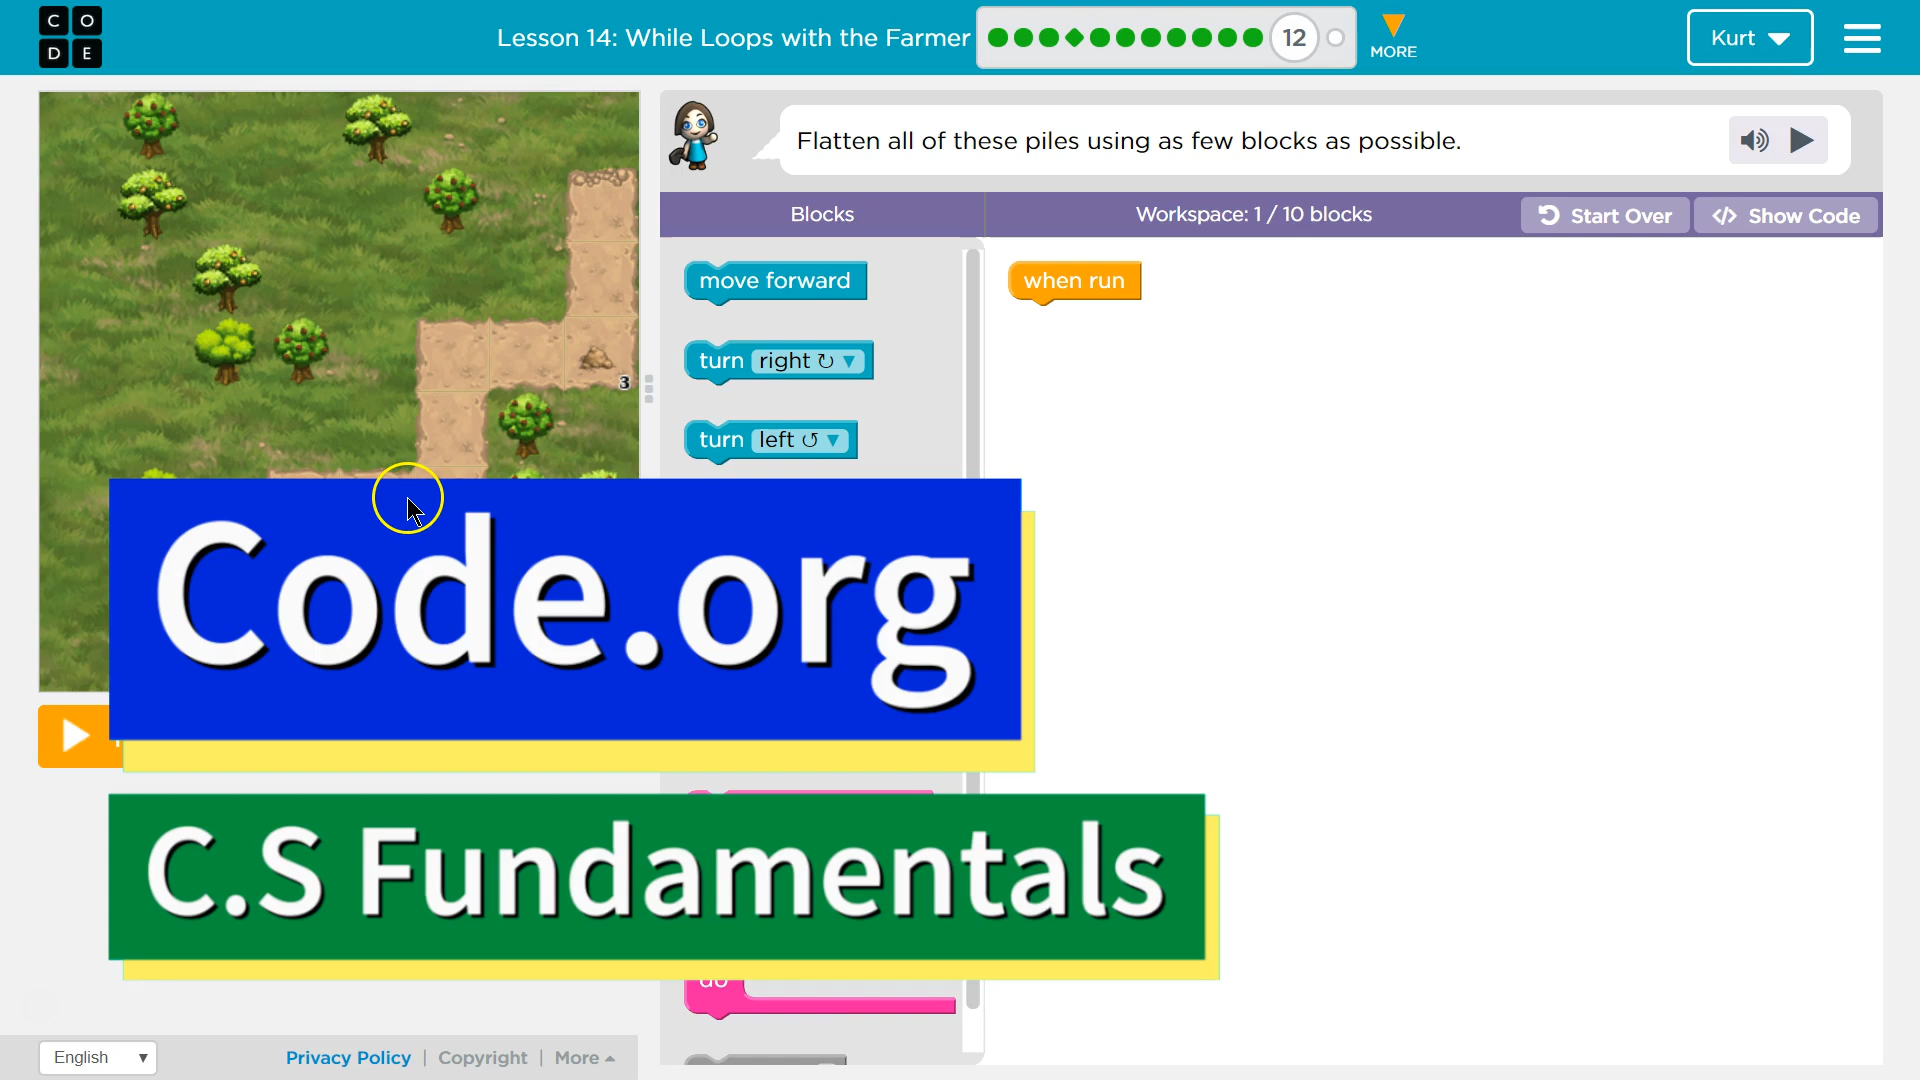 C O
D E
Lesson 14: While Loops with the Farmer
12
MORE
Kurt
Flatten all of these piles using as few blocks as possible.
Blocks
Workspace: 1 / 10 blocks
Start Over
</> Show Code
move forward
when run
turn right ↻ ▼
3
turn left ↺ ▼
Code.org
C.S Fundamentals
do
English
Privacy Policy | Copyright | More